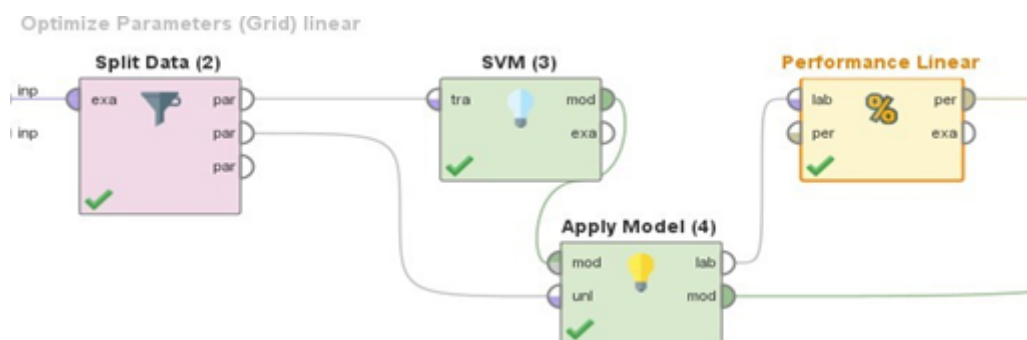 Optimize Parameters (Grid) linear
Split Data (2)
SVM (3)
Performance Linear
inp
inp
exa
par
par
par
tra
mod
exa
lab
per
per
exa
Apply Model (4)
mod
unl
lab
mod